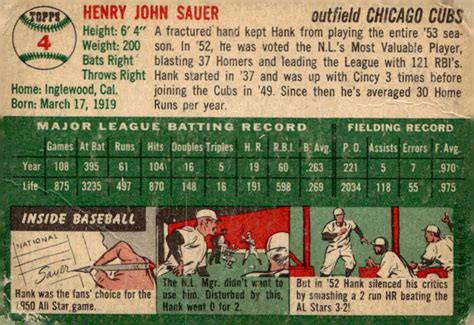 TOPPS
4
HENRY JOHN SAUER
outfield CHICAGO CUBS
Height: 6' 4"
Weight: 200
Bats Right
Throws Right
Home: Inglewood, Cal.
Born: March 17, 1919
A fractured hand kept Hank from playing the entire '53 sea-
son. In '52, he was voted the N.L.'s Most Valuable Player,
blasting 37 Homers and leading the League with 121 RBI's.
Hank started in '37 and was up with Cincy 3 times before
joining the Cubs in '49. Since then he's averaged 30 Home
Runs per year.
MAJOR LEAGUE BATTING RECORD
FIELDING RECORD
Games At Bat Runs Hits Doubles Triples H.R. R.B.I. B. Avg. P.O. Assists Errors F. Avg.
Year 108 395 61 104 16 5 19 60 .263 221 7 7 .970
Life 875 3235 497 870 153 17 203 630 .269 2034 118 55 .975
INSIDE BASEBALL
NATIONAL
Sauer
Hank was the fans' choice for the
1950 All Star game.
The N.L. Mgr. didn't want to
use him. Disturbed by this,
Hank went 0 for 2.
But in '52 Hank silenced his critics
by smashing a 2 run HR beating the
AL Stars 3-2!